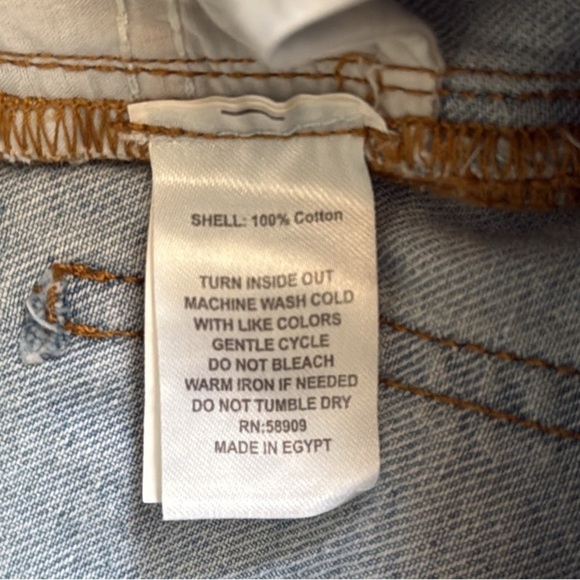 SHELL: 100% Cotton
TURN INSIDE OUT
MACHINE WASH COLD
WITH LIKE COLORS
GENTLE CYCLE
DO NOT BLEACH
WARM IRON IF NEEDED
DO NOT TUMBLE DRY
RN:58909
MADE IN EGYPT